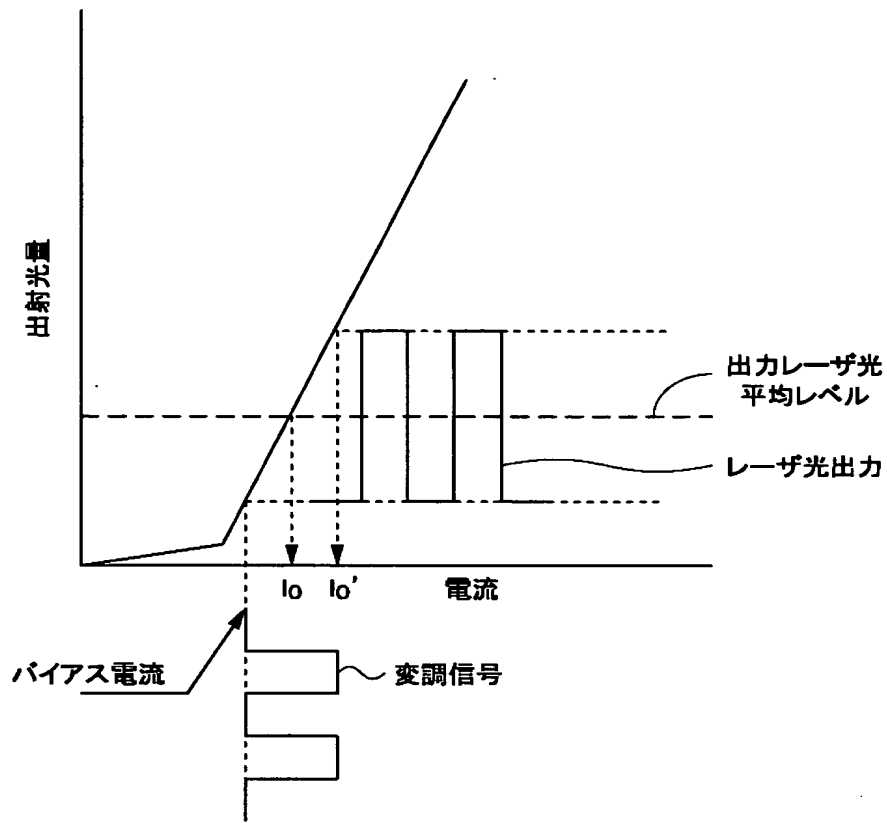 出射光量
出力レーザ光
平均レベル
レーザ光出力
Io
Io'
電流
バイアス電流
変調信号